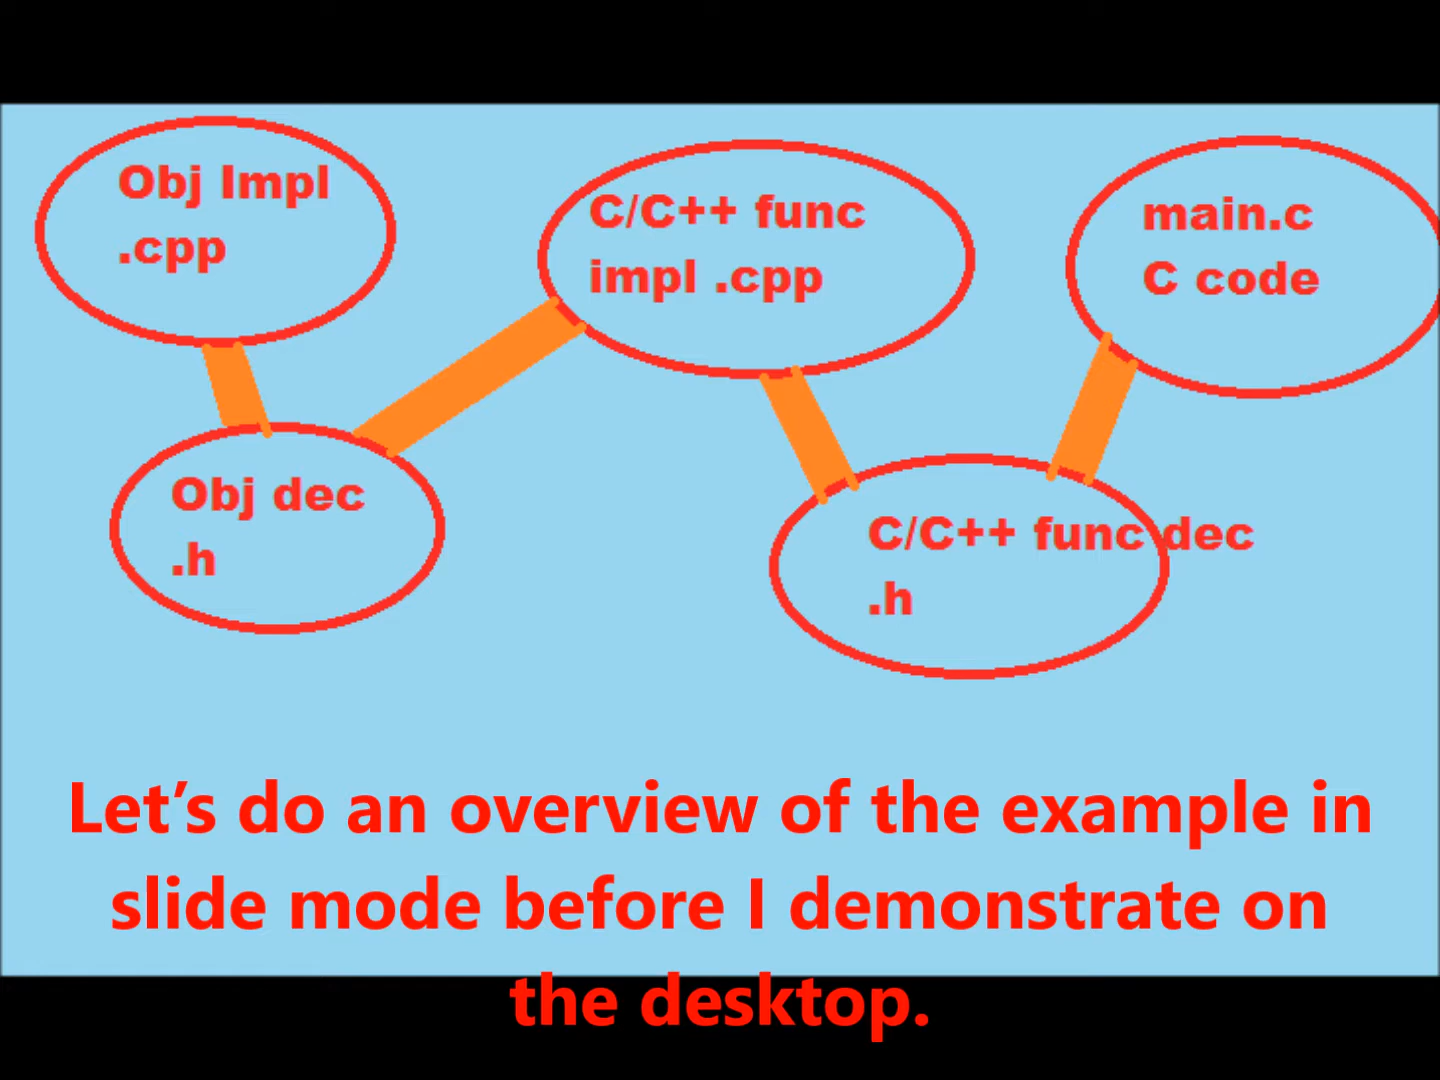 Obj Impl
.cpp
C/C++ func
impl .cpp
main.c
C code
Obj dec
.h
C/C++ func dec
.h
Let’s do an overview of the example in
slide mode before I demonstrate on
the desktop.